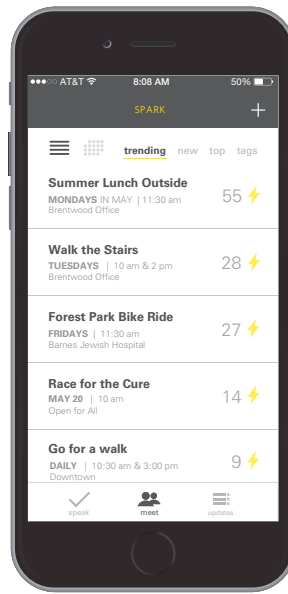 AT&T 8:08 AM 50%
SPARK +
trending new top tags
Summer Lunch Outside
MONDAYS IN MAY | 11:30 am
Brentwood Office
55
Walk the Stairs
TUESDAYS | 10 am & 2 pm
Brentwood Office
28
Forest Park Bike Ride
FRIDAYS | 11:30 am
Barnes Jewish Hospital
27
Race for the Cure
MAY 20 | 10 am
Open for All
14
Go for a walk
DAILY | 10:30 am & 3:00 pm
Downtown
9
speak meet updates